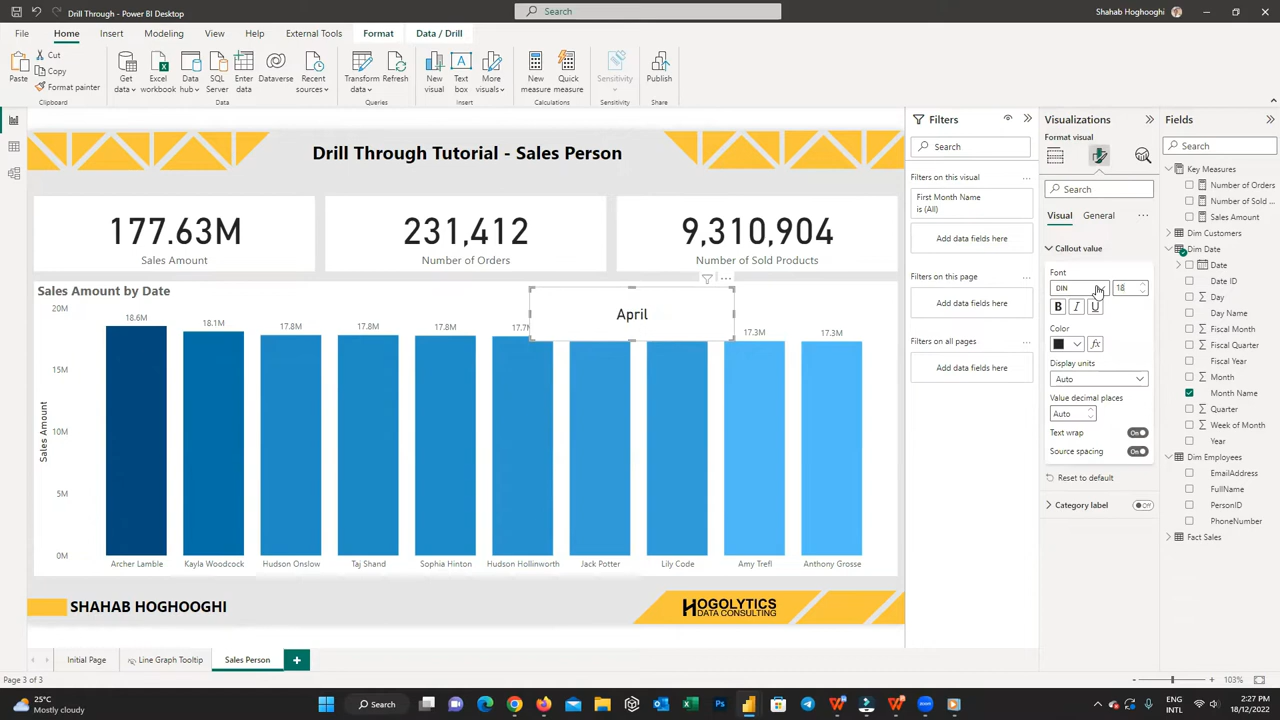 Drill Through - Power BI Desktop
Search
Shahab Hoghooghi
File Home Insert Modeling View Help External Tools Format Data / Drill
Paste
Cut
Copy
Format painter
Clipboard
Get data
Excel workbook
Data hub
SQL Server
Enter data
Dataverse
Recent sources
Data
Transform data
Refresh
Queries
New visual
Text box
More visuals
Insert
New measure
Quick measure
Calculations
Sensitivity
Sensitivity
Publish
Share
Drill Through Tutorial - Sales Person
177.63M
Sales Amount
231,412
Number of Orders
9,310,904
Number of Sold Products
Sales Amount by Date
April
20M
15M
10M
5M
0M
Sales Amount
18.6M 18.1M 17.8M 17.8M 17.8M 17.3M 17.3M
Archer Lamble Kayla Woodcock Hudson Onslow Taj Shand Sophia Hinton Hudson Hollinworth Jack Potter Lily Code Amy Trefl Anthony Grosse
SHAHAB HOGHOOGHI
HOGOLYTICS
DATA CONSULTING
Filters
Search
Filters on this visual
First Month Name
is (All)
Add data fields here
Filters on this page
Add data fields here
Filters on all pages
Add data fields here
Visualizations
Format visual
Search
Visual General
Callout value
Font
DIN 18
B I U
Color
fx
Display units
Auto
Value decimal places
Auto
Text wrap On
Source spacing On
Reset to default
Category label Off
Fields
Search
Key Measures
Number of Orders
Number of Sold ...
Sales Amount
Dim Customers
Dim Date
Date
Date ID
Day
Day Name
Fiscal Month
Fiscal Quarter
Fiscal Year
Month
Month Name
Quarter
Week of Month
Year
Dim Employees
EmailAddress
FullName
PersonID
PhoneNumber
Fact Sales
Initial Page Line Graph Tooltip Sales Person
Page 3 of 3
103%
25°C
Mostly cloudy
Search
ENG
INTL
2:27 PM
18/12/2022